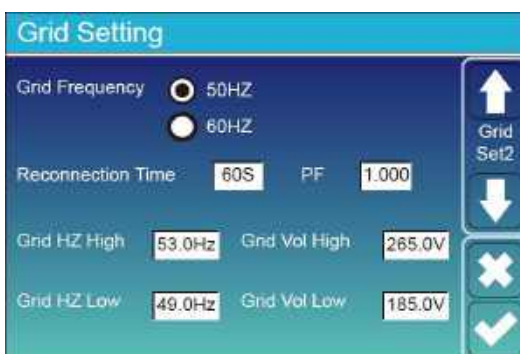 Grid Setting
Grid Frequency 50HZ
60HZ
Grid
Set2
Reconnection Time 60S PF 1.000
Grid HZ High 53.0Hz Grid Vol High 265.0V
Grid HZ Low 49.0Hz Grid Vol Low 185.0V